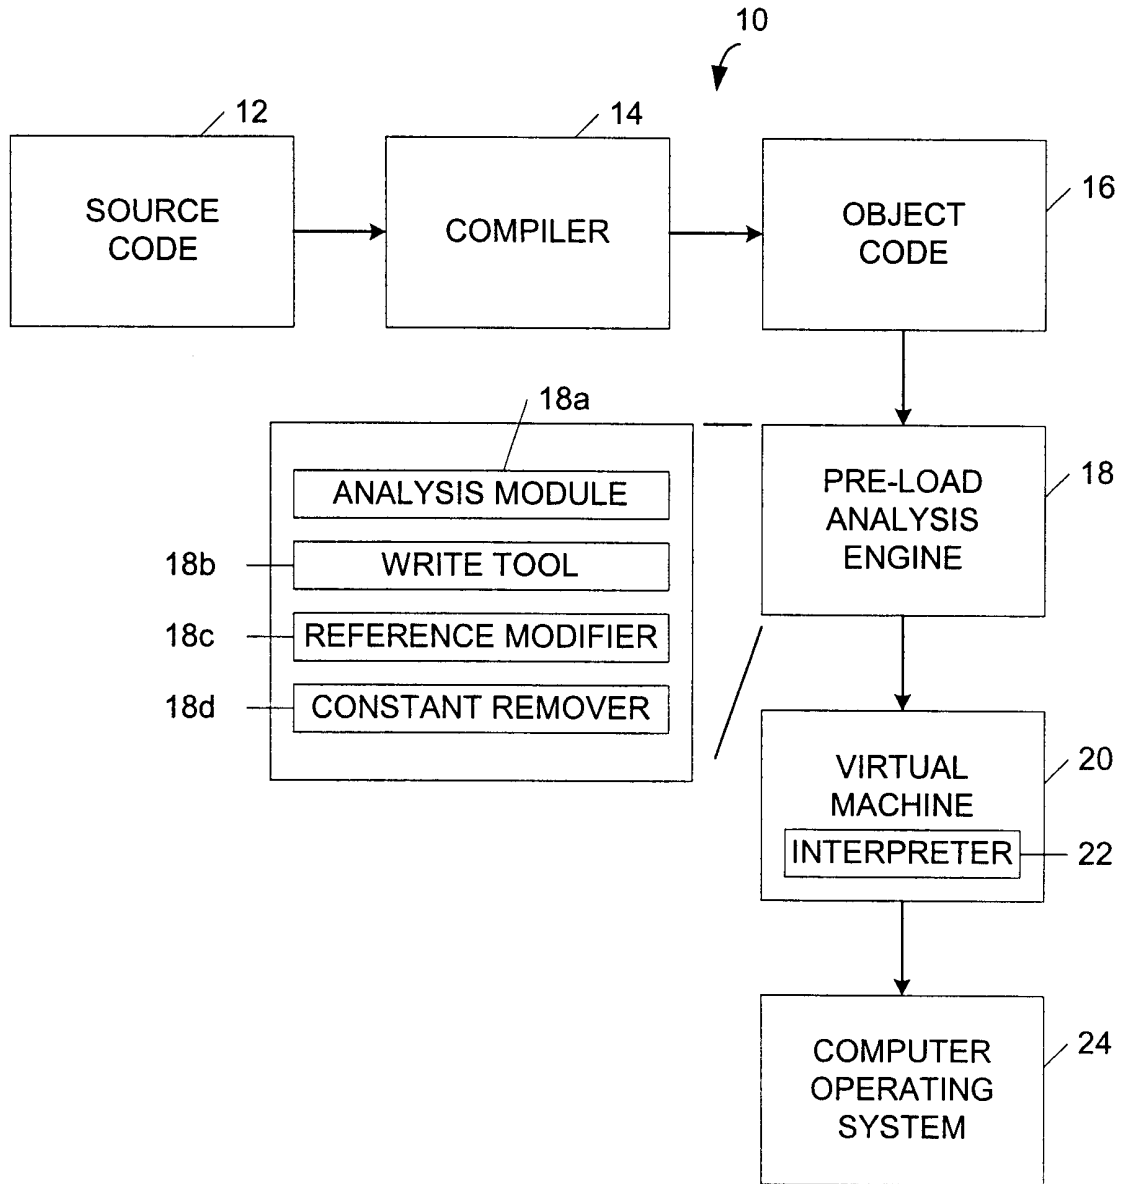 10
12
14
16
SOURCE
CODE
COMPILER
OBJECT
CODE
18a
18
ANALYSIS MODULE
18b
WRITE TOOL
18c
REFERENCE MODIFIER
18d
CONSTANT REMOVER
PRE-LOAD
ANALYSIS
ENGINE
20
VIRTUAL
MACHINE
INTERPRETER
22
24
COMPUTER
OPERATING
SYSTEM